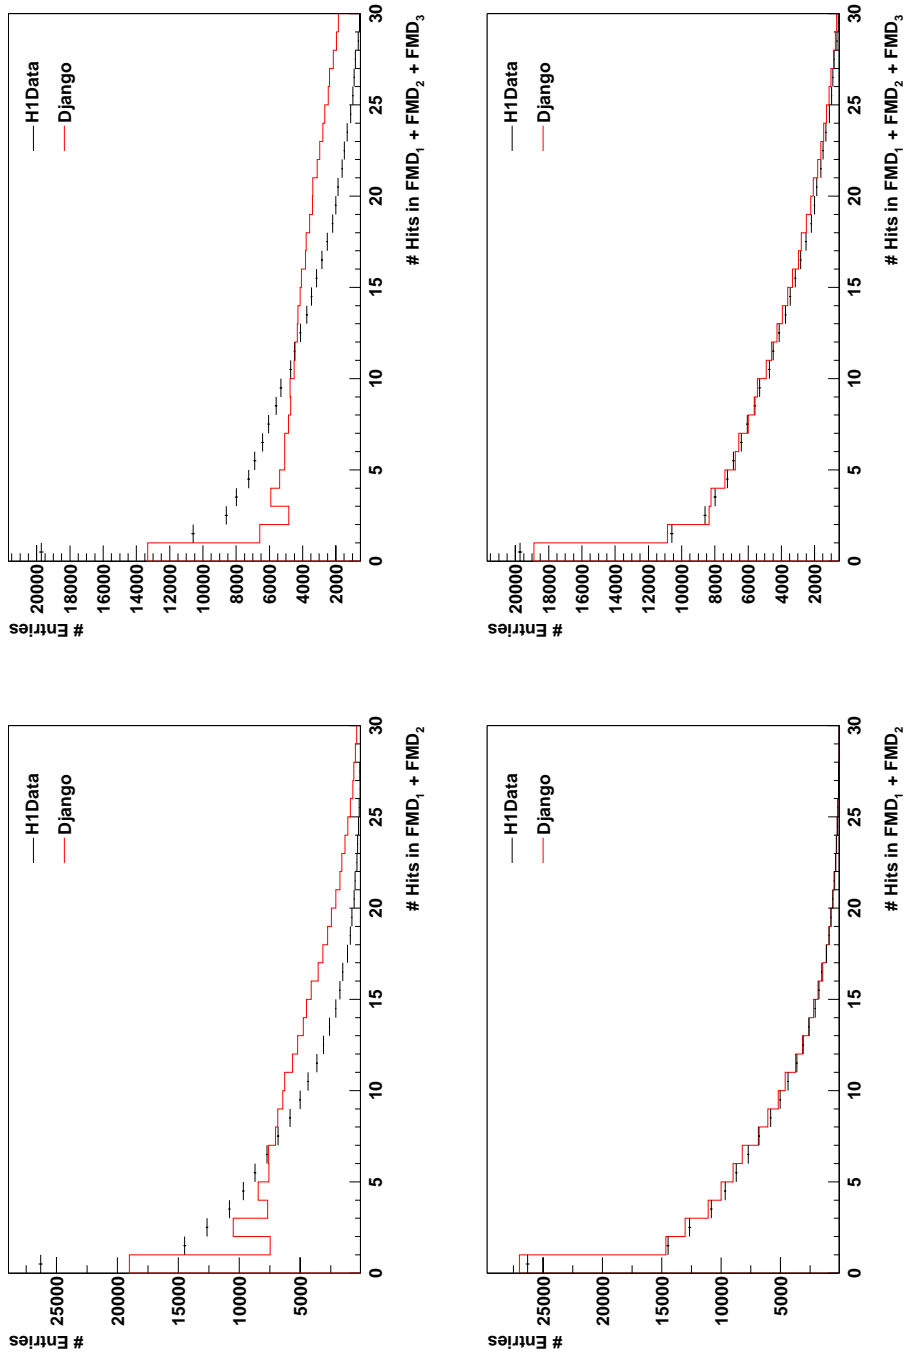 # Entries
25000
20000
15000
10000
5000
H1Data
Django
0 5 10 15 20 25 30
# Hits in FMD₁ + FMD₂
# Entries
20000
18000
16000
14000
12000
10000
8000
6000
4000
2000
H1Data
Django
0 5 10 15 20 25 30
# Hits in FMD₁ + FMD₂ + FMD₃
# Entries
25000
20000
15000
10000
5000
H1Data
Django
0 5 10 15 20 25 30
# Hits in FMD₁ + FMD₂
# Entries
20000
18000
16000
14000
12000
10000
8000
6000
4000
2000
H1Data
Django
0 5 10 15 20 25 30
# Hits in FMD₁ + FMD₂ + FMD₃